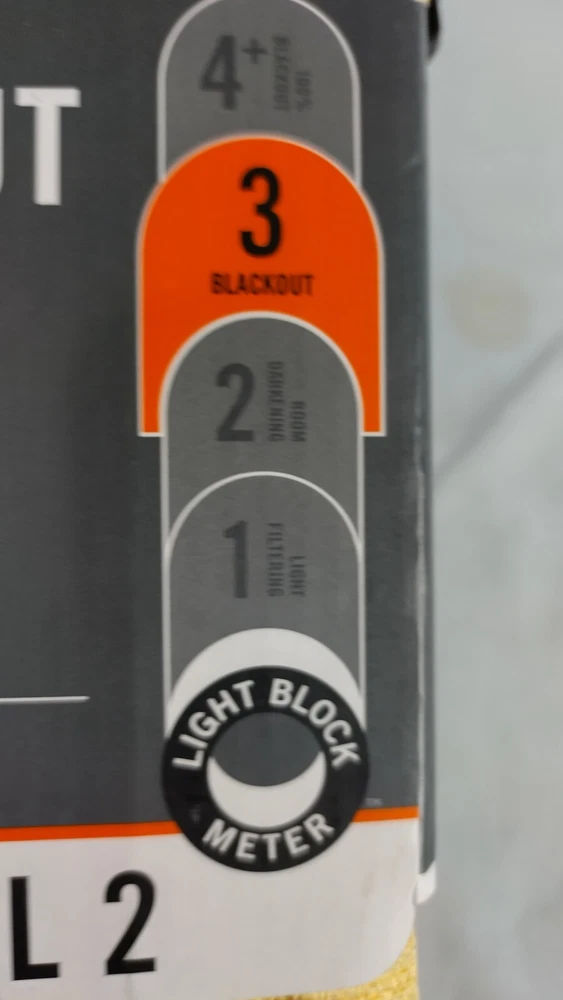 4+
100%
BLACKOUT
UT
3
BLACKOUT
2
ROOM
DARKENING
1
LIGHT
FILTERING
LIGHT BLOCK
METER
L 2